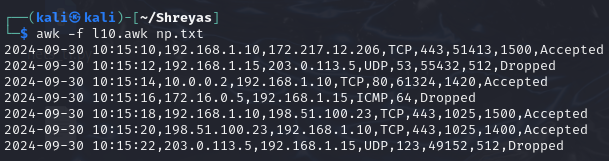 ┌──(kali㉿kali)-[~/Shreyas]
└─$ awk -f l10.awk np.txt
2024-09-30 10:15:10,192.168.1.10,172.217.12.206,TCP,443,51413,1500,Accepted
2024-09-30 10:15:12,192.168.1.15,203.0.113.5,UDP,53,55432,512,Dropped
2024-09-30 10:15:14,10.0.0.2,192.168.1.10,TCP,80,61324,1420,Accepted
2024-09-30 10:15:16,172.16.0.5,192.168.1.15,ICMP,64,Dropped
2024-09-30 10:15:18,192.168.1.10,198.51.100.23,TCP,443,1025,1500,Accepted
2024-09-30 10:15:20,198.51.100.23,192.168.1.10,TCP,443,1025,1400,Accepted
2024-09-30 10:15:22,203.0.113.5,192.168.1.15,UDP,123,49152,512,Dropped